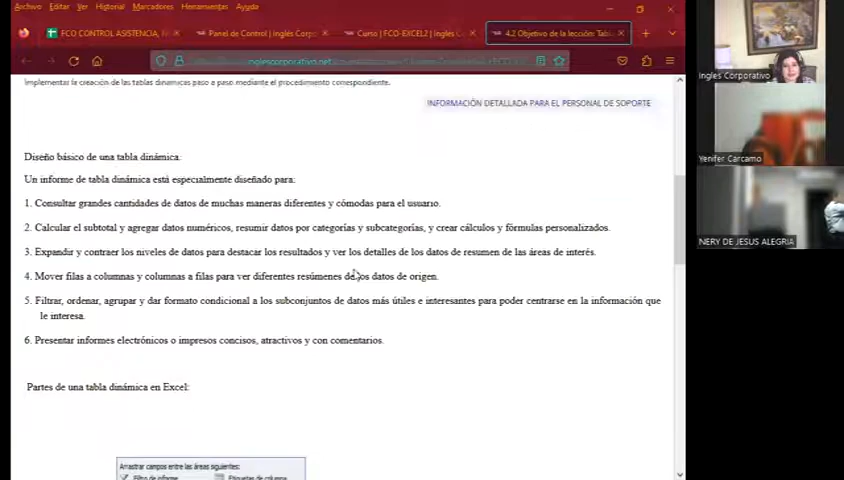 Archivo Editar Ver Historial Marcadores Herramientas Ayuda
FCO CONTROL ASISTENCIA,
Panel de Control | Inglés Corpo
Curso | FCO-EXCEL2 | Inglés C
4.2 Objetivo de la lección: Tabl
inglescorporativo.net
Implementar la creación de las tablas dinámicas paso a paso mediante el procedimiento correspondiente.
INFORMACIÓN DETALLADA PARA EL PERSONAL DE SOPORTE
Diseño básico de una tabla dinámica.
Un informe de tabla dinámica está especialmente diseñado para:
1. Consultar grandes cantidades de datos de muchas maneras diferentes y cómodas para el usuario.
2. Calcular el subtotal y agregar datos numéricos, resumir datos por categorías y subcategorías, y crear cálculos y fórmulas personalizados.
3. Expandir y contraer los niveles de datos para destacar los resultados y ver los detalles de los datos de resumen de las áreas de interés.
4. Mover filas a columnas y columnas a filas para ver diferentes resúmenes de los datos de origen.
5. Filtrar, ordenar, agrupar y dar formato condicional a los subconjuntos de datos más útiles e interesantes para poder centrarse en la información que
le interesa.
6. Presentar informes electrónicos o impresos concisos, atractivos y con comentarios.
Partes de una tabla dinámica en Excel:
Arrastrar campos entre las áreas siguientes:
Filtro de informe Etiquetas de columna
Ingles Corporativo
Yenifer Carcamo
NERY DE JESUS ALEGRIA